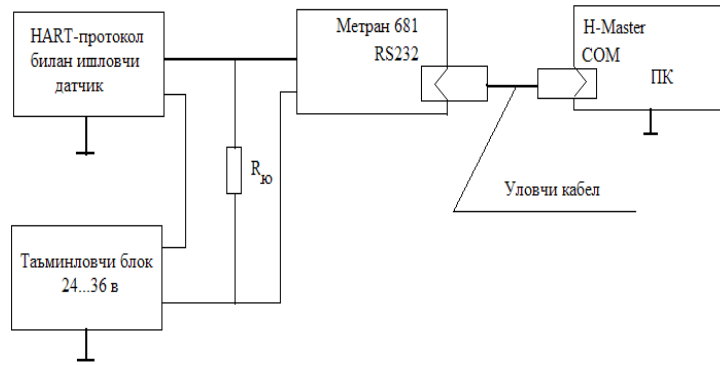 HART-протокол
билан ишловчи
датчик
Метран 681
RS232
H-Master
COM
ПК
Rю
Уловчи кабел
Таъминловчи блок
24...36 в